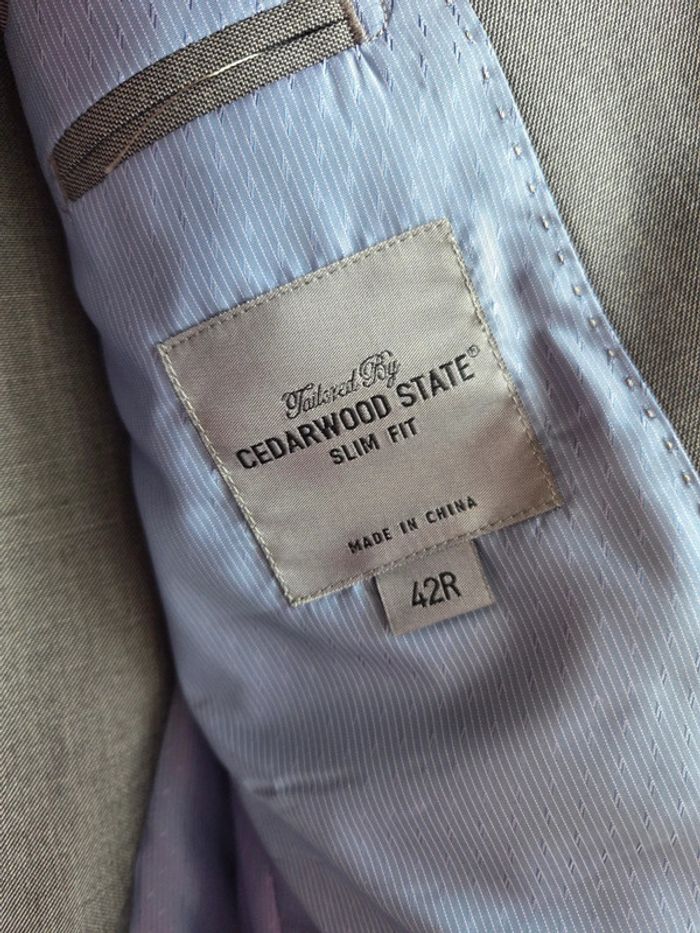 Tailored By
CEDARWOOD STATE®
SLIM FIT
MADE IN CHINA
42R